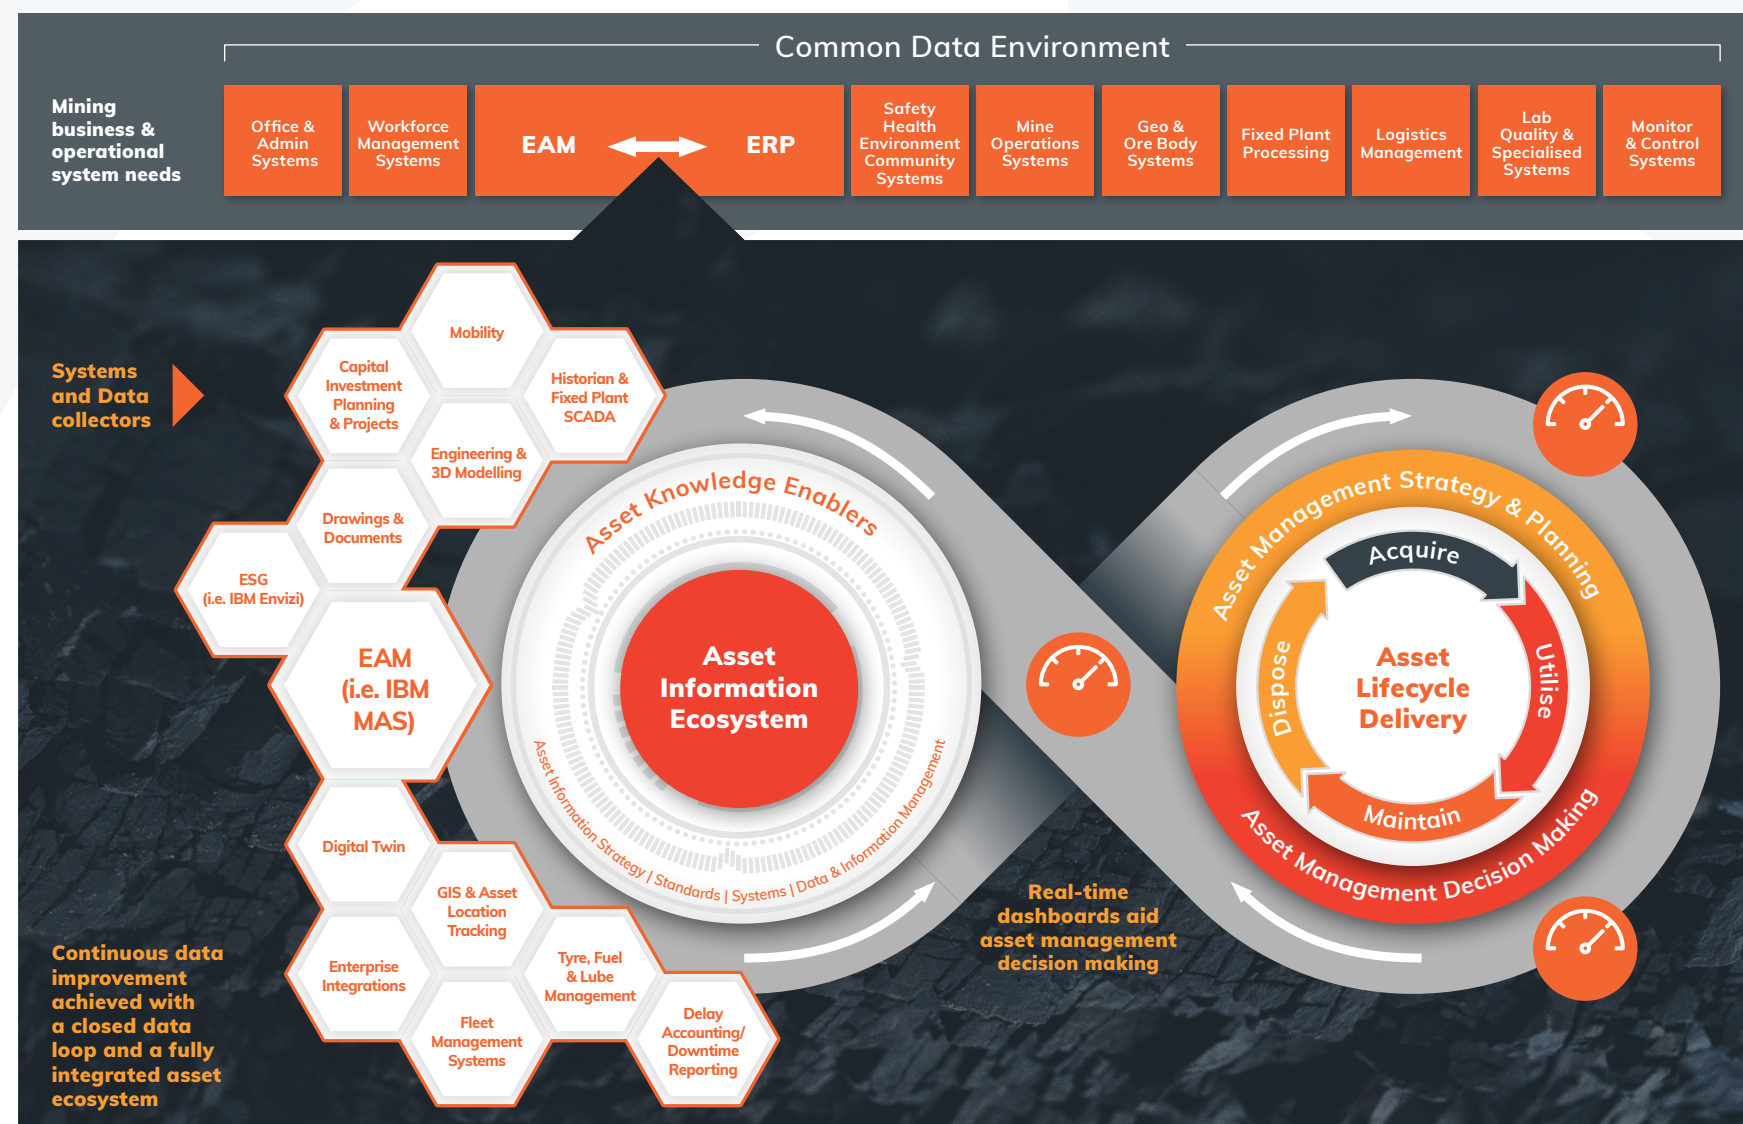 Common Data Environment
Mining
business &
operational
system needs
Office &
Admin
Systems
Workforce
Management
Systems
EAM
ERP
Safety
Health
Environment
Community
Systems
Mine
Operations
Systems
Geo &
Ore Body
Systems
Fixed Plant
Processing
Logistics
Management
Lab
Quality &
Specialised
Systems
Monitor
& Control
Systems
Systems
and Data
collectors
Mobility
Capital
Investment
Planning
& Projects
Historian &
Fixed Plant
SCADA
Engineering &
3D Modelling
Drawings &
Documents
ESG
(i.e. IBM Envizi)
EAM
(i.e. IBM
MAS)
Digital Twin
GIS & Asset
Location
Tracking
Enterprise
Integrations
Tyre, Fuel
& Lube
Management
Fleet
Management
Systems
Delay
Accounting/
Downtime
Reporting
Continuous data
improvement
achieved with
a closed data
loop and a fully
integrated asset
ecosystem
Asset Knowledge Enablers
Asset
Information
Ecosystem
Asset Information Strategy | Standards | Systems | Data & Information Management
Real-time
dashboards aid
asset management
decision making
Asset Management Strategy & Planning
Acquire
Utilise
Maintain
Dispose
Asset
Lifecycle
Delivery
Asset Management Decision Making